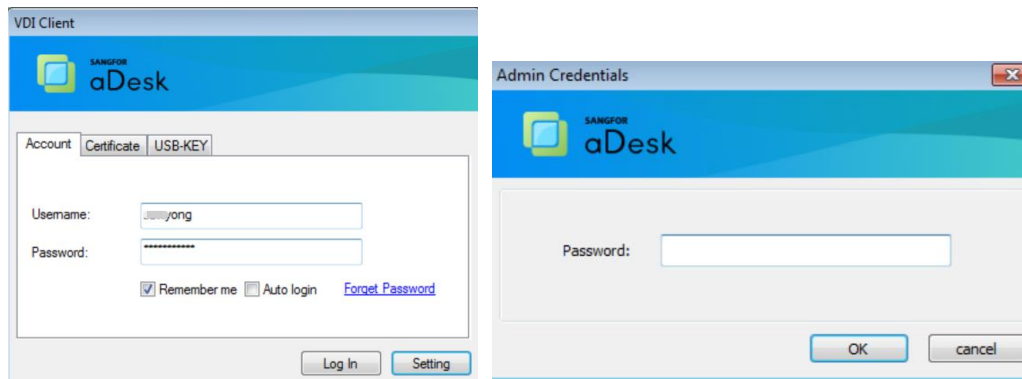 VDI Client
SANGFOR
aDesk
Account Certificate USB-KEY
Username:
Password: ***********
Remember me Auto login Forget Password
Log In Setting
Admin Credentials
SANGFOR
aDesk
Password:
OK cancel